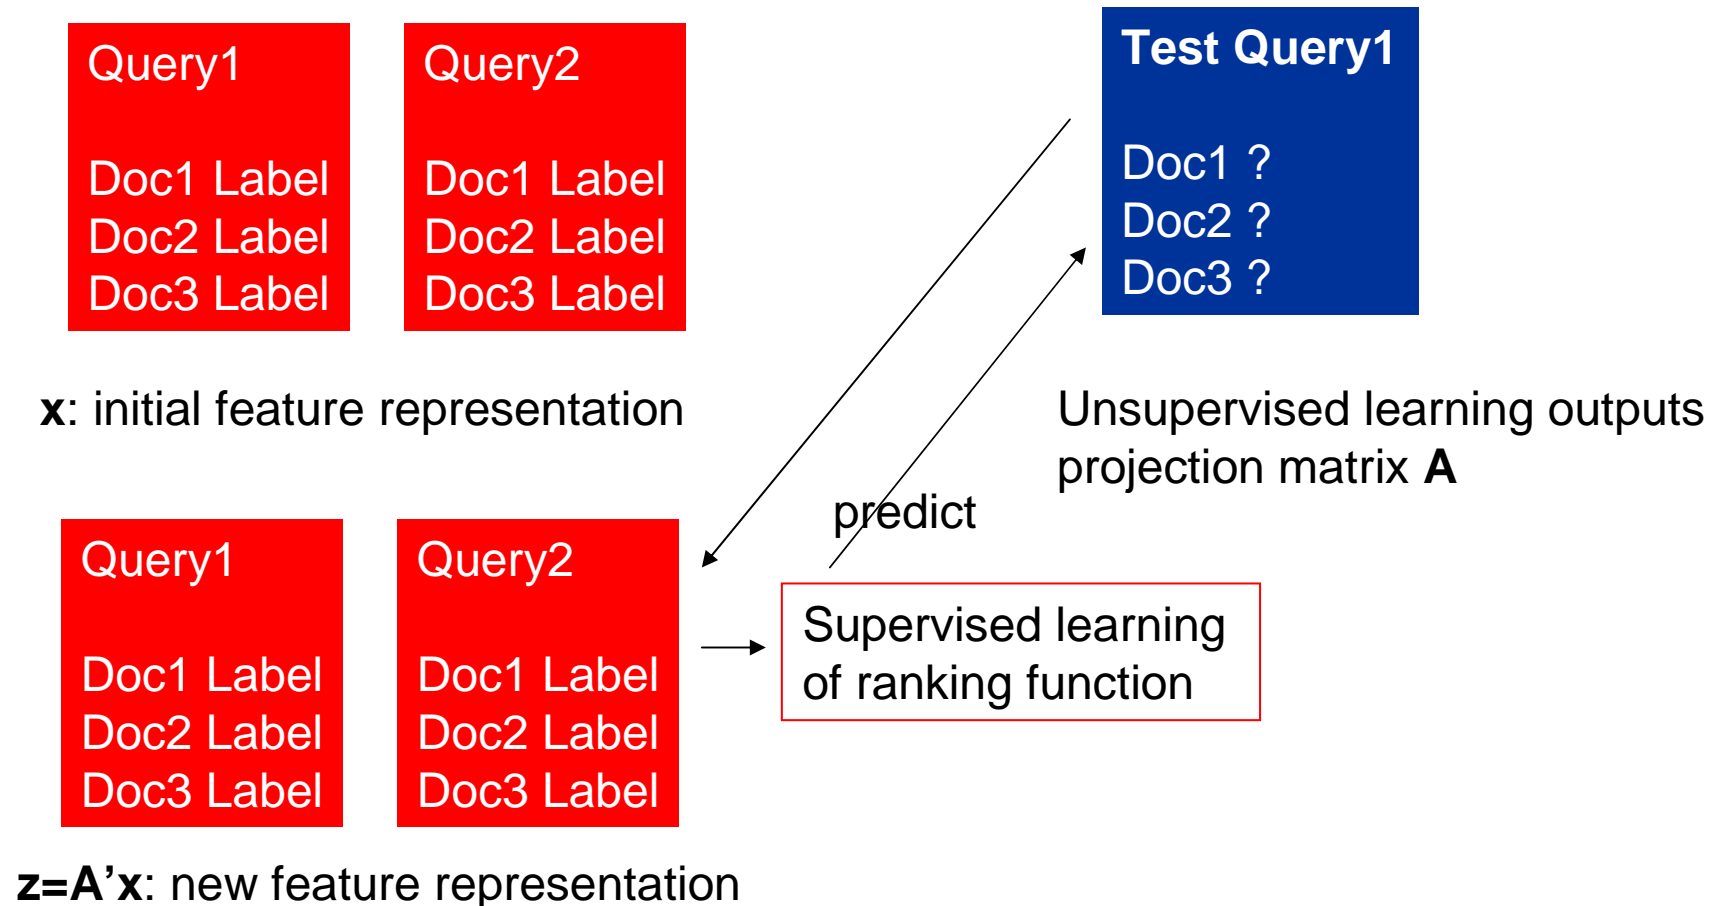 Query1
Doc1 Label
Doc2 Label
Doc3 Label
Query2
Doc1 Label
Doc2 Label
Doc3 Label
Test Query1
Doc1 ?
Doc2 ?
Doc3 ?
x: initial feature representation
Unsupervised learning outputs
projection matrix A
predict
Query1
Doc1 Label
Doc2 Label
Doc3 Label
Query2
Doc1 Label
Doc2 Label
Doc3 Label
Supervised learning
of ranking function
z=A’x: new feature representation